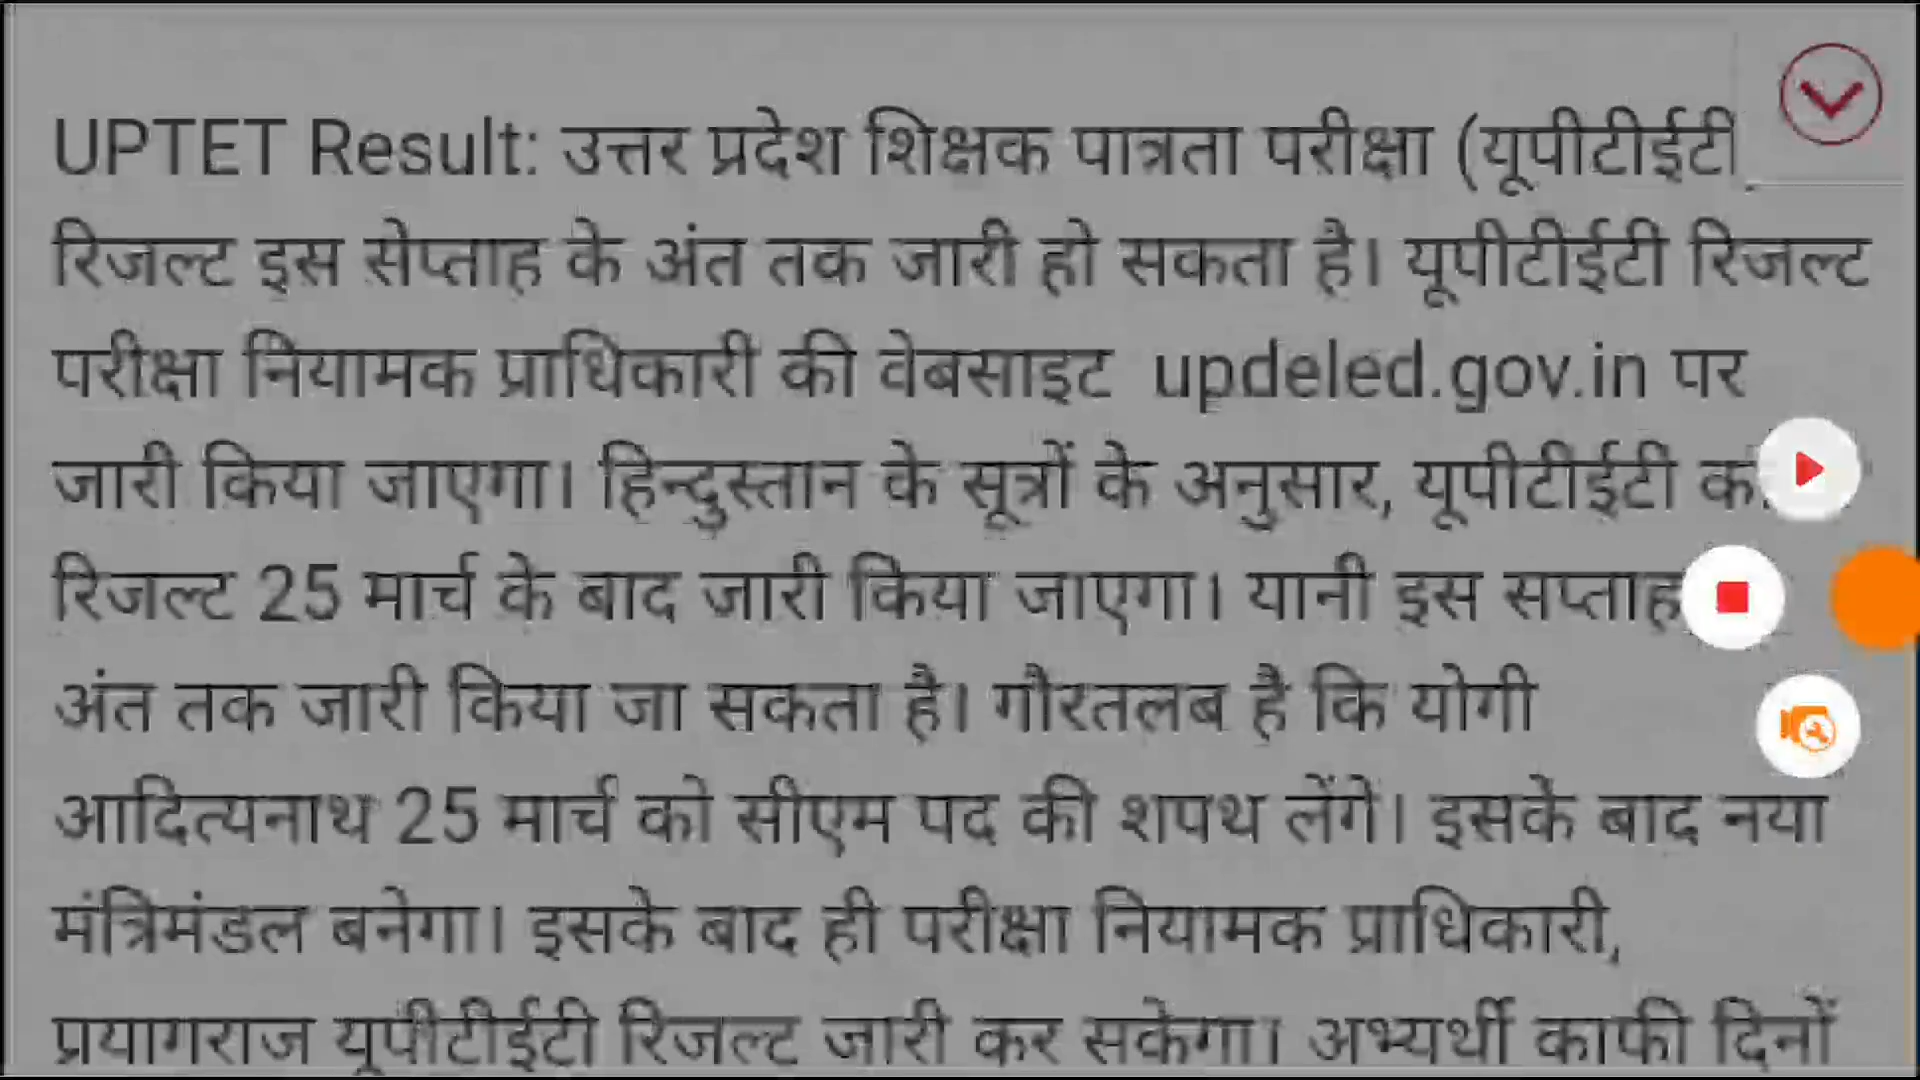 UPTET Result: उत्तर प्रदेश शिक्षक पात्रता परीक्षा (यूपीटीईटी
रिजल्ट इस सेप्ताह के अंत तक जारी हो सकता है। यूपीटीईटी रिजल्ट
परीक्षा नियामक प्राधिकारी की वेबसाइट updeled.gov.in पर
जारी किया जाएगा। हिन्दुस्तान के सूत्रों के अनुसार, यूपीटीईटी
रिजल्ट 25 मार्च के बाद जारी किया जाएगा। यानी इस सप्ताह
अंत तक जारी किया जा सकता है। गौरतलब है कि योगी
आदित्यनाथ 25 मार्च को सीएम पद की शपथ लेंगे। इसके बाद नया
मंत्रिमंडल बनेगा। इसके बाद ही परीक्षा नियामक प्राधिकारी,
प्रयागराज यूपीटीईटी रिजल्ट जारी कर सकेगा। अभ्यर्थी काफी दिनों